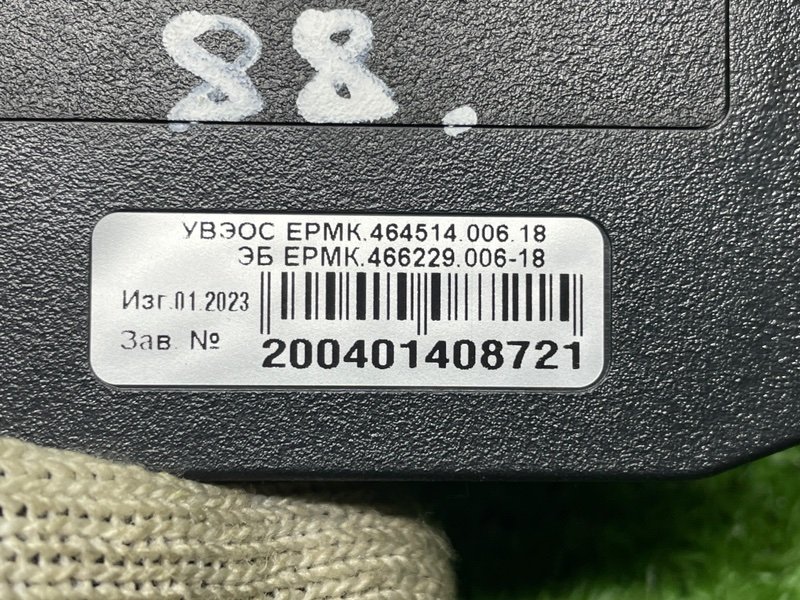 88.
УВЭОС ЕРМК.464514.006.18
ЭБ ЕРМК.466229.006-18
Изг.01.2023
Зав. №
200401408721